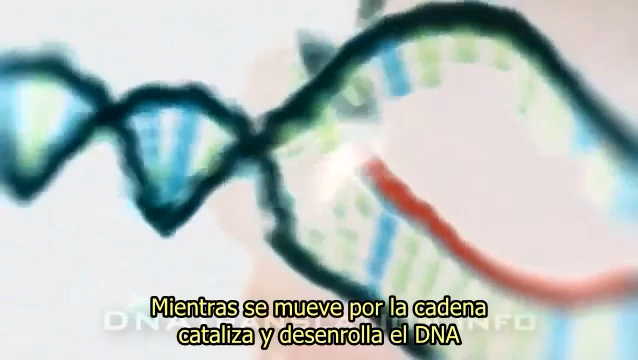 Mientras se mueve por la cadena
cataliza y desenrolla el DNA